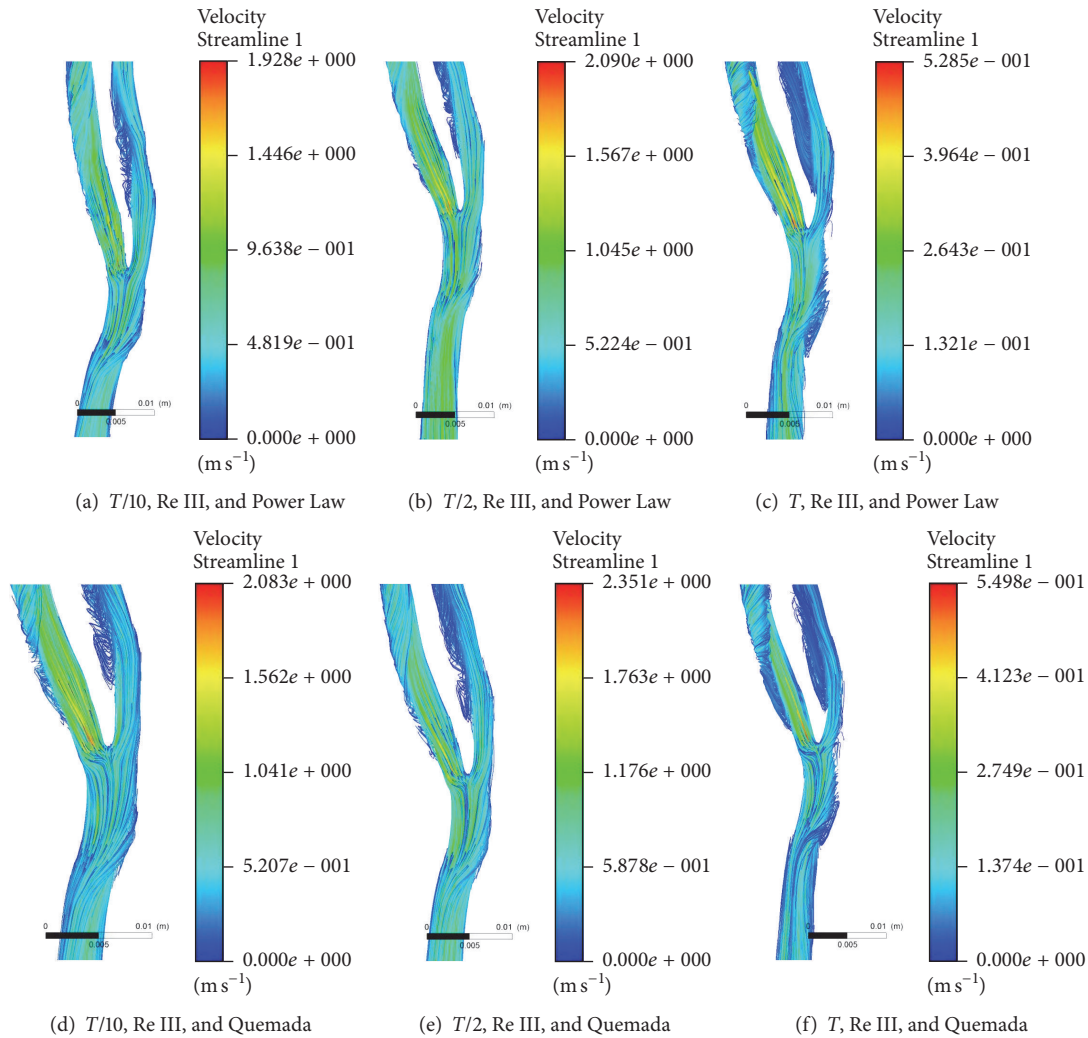 Velocity
Streamline 1
1.928e + 000
1.446e + 000
9.638e − 001
4.819e − 001
0.000e + 000
(m s⁻¹)
0 0.01 (m)
0.005
(a) T/10, Re III, and Power Law
Velocity
Streamline 1
2.090e + 000
1.567e + 000
1.045e + 000
5.224e − 001
0.000e + 000
(m s⁻¹)
0 0.01 (m)
0.005
(b) T/2, Re III, and Power Law
Velocity
Streamline 1
5.285e − 001
3.964e − 001
2.643e − 001
1.321e − 001
0.000e + 000
(m s⁻¹)
0 0.01 (m)
0.005
(c) T, Re III, and Power Law
Velocity
Streamline 1
2.083e + 000
1.562e + 000
1.041e + 000
5.207e − 001
0.000e + 000
(m s⁻¹)
0 0.01 (m)
0.005
(d) T/10, Re III, and Quemada
Velocity
Streamline 1
2.351e + 000
1.763e + 000
1.176e + 000
5.878e − 001
0.000e + 000
(m s⁻¹)
0 0.01 (m)
0.005
(e) T/2, Re III, and Quemada
Velocity
Streamline 1
5.498e − 001
4.123e − 001
2.749e − 001
1.374e − 001
0.000e + 000
(m s⁻¹)
0 0.01 (m)
0.005
(f) T, Re III, and Quemada